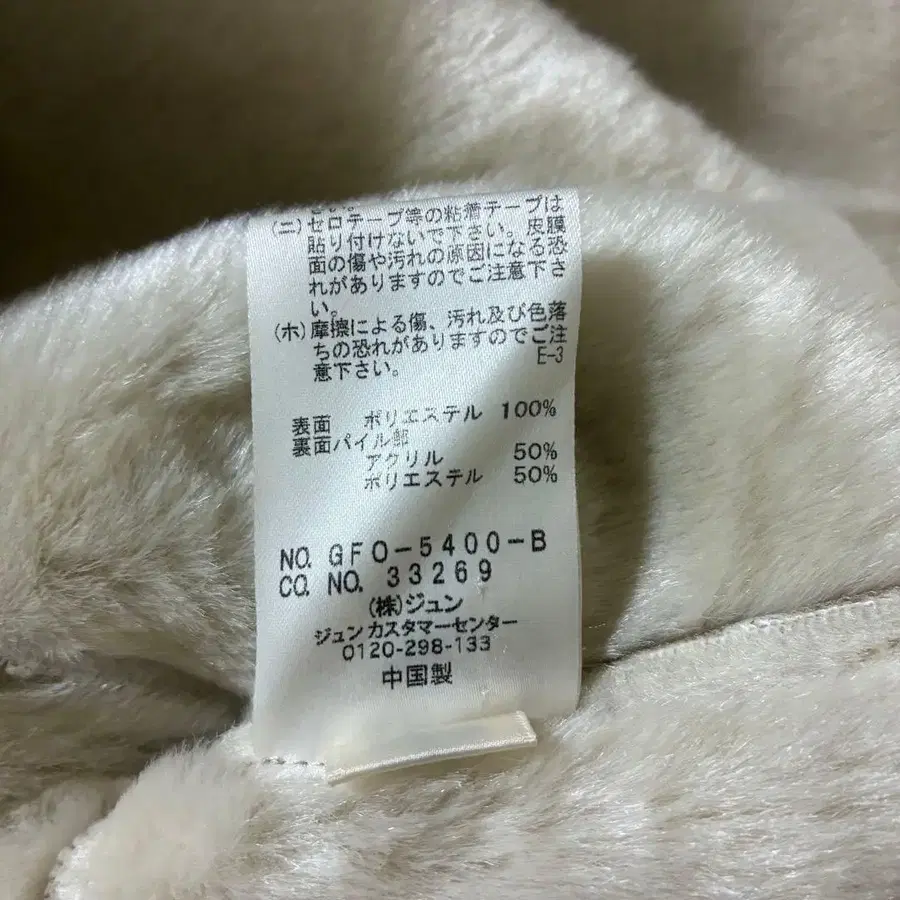 (ニ)セロテープ等の粘着テープは
貼り付けないで下さい。皮膜
面の傷や汚れの原因になる恐
れがありますのでご注意下さ
い。
(ホ)摩擦による傷、汚れ及び色落
ちの恐れがありますのでご注
意下さい。 E-3
表面 ポリエステル 100%
裏面パイル部
アクリル 50%
ポリエステル 50%
NO. GFO-5400-B
CO. NO. 33269
(株)ジュン
ジュンカスタマーセンター
0120-298-133
中国製